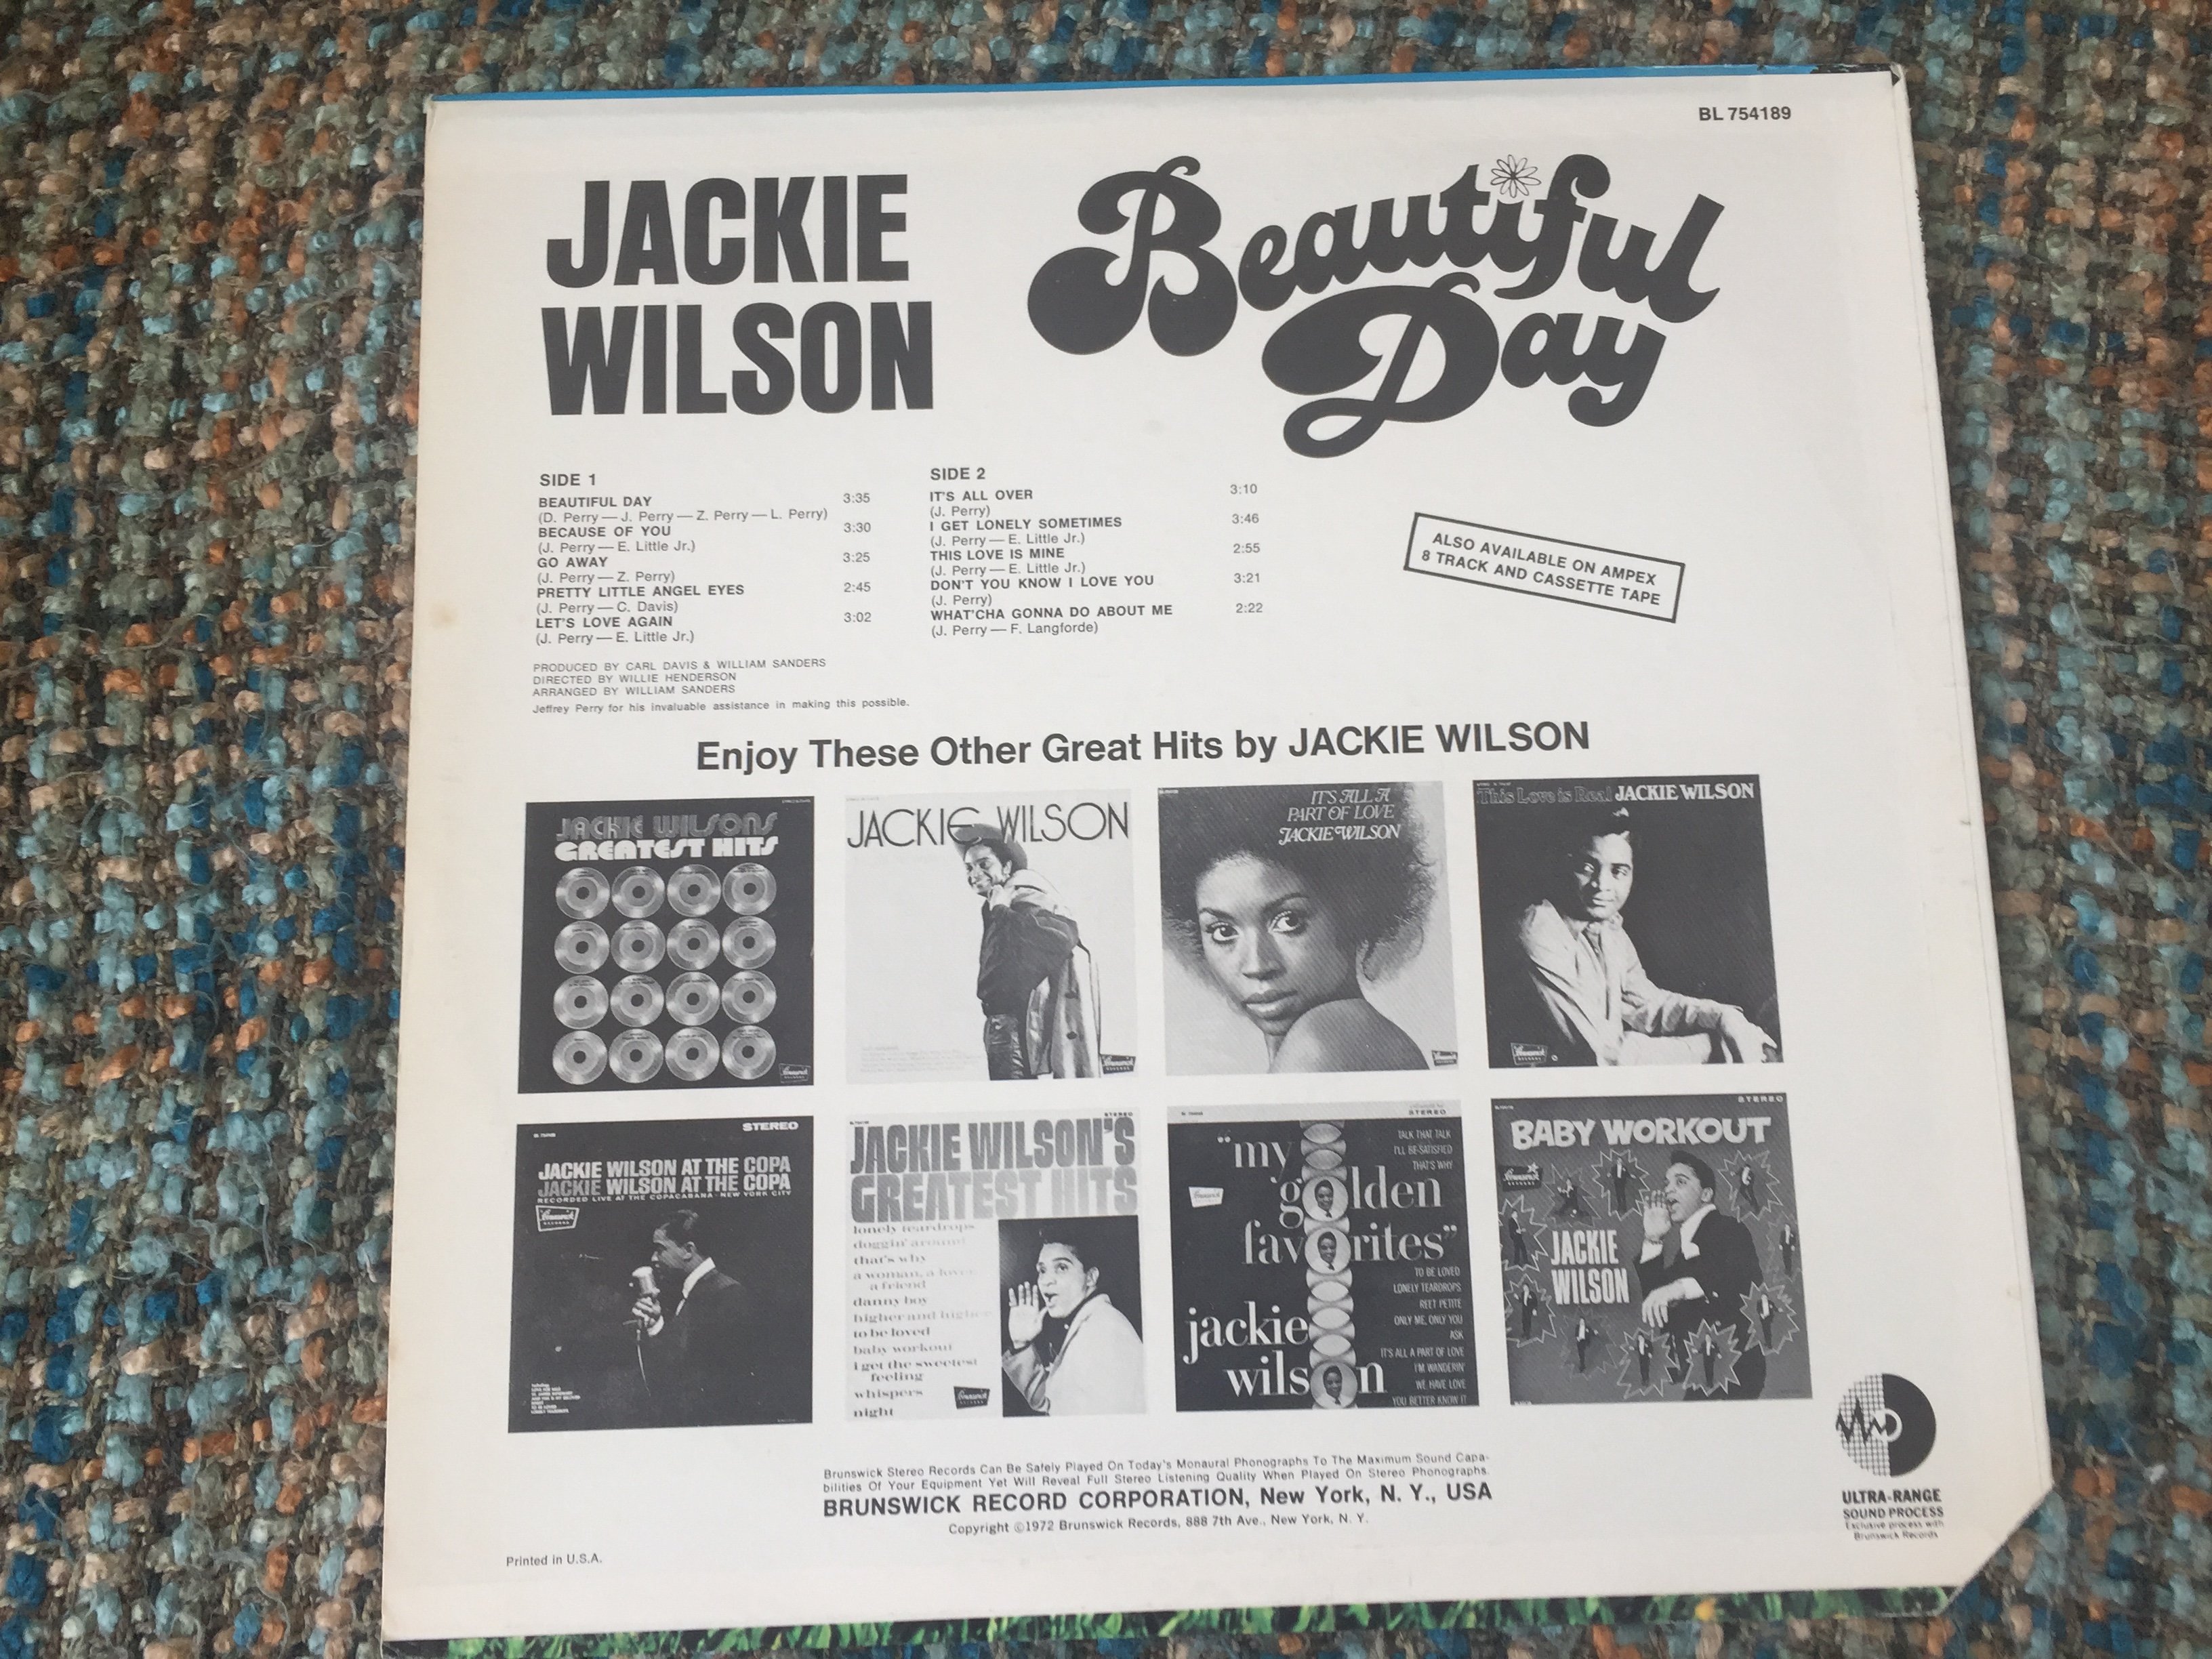 BL 754189
JACKIE
WILSON
Beautiful
Day
SIDE 1
BEAUTIFUL DAY 3:35
(D. Perry — J. Perry — Z. Perry — L. Perry)
BECAUSE OF YOU 3:30
(J. Perry — E. Little Jr.)
GO AWAY 3:25
(J. Perry — Z. Perry)
PRETTY LITTLE ANGEL EYES 2:45
(J. Perry — C. Davis)
LET'S LOVE AGAIN 3:02
(J. Perry — E. Little Jr.)
SIDE 2
IT'S ALL OVER 3:10
(J. Perry)
I GET LONELY SOMETIMES 3:46
(J. Perry — E. Little Jr.)
THIS LOVE IS MINE 2:55
(J. Perry — E. Little Jr.)
DON'T YOU KNOW I LOVE YOU 3:21
(J. Perry)
WHAT'CHA GONNA DO ABOUT ME 2:22
(J. Perry — F. Langforde)
ALSO AVAILABLE ON AMPEX
8 TRACK AND CASSETTE TAPE
PRODUCED BY CARL DAVIS & WILLIAM SANDERS
DIRECTED BY WILLIE HENDERSON
ARRANGED BY WILLIAM SANDERS
Jeffrey Perry for his invaluable assistance in making this possible.
Enjoy These Other Great Hits by JACKIE WILSON
JACKIE WILSONS
GREATEST HITS
Brunswick
JACKIE WILSON
Brunswick
IT'S ALL A
PART OF LOVE
JACKIE WILSON
Brunswick
This Love is Real JACKIE WILSON
Brunswick
STEREO
JACKIE WILSON AT THE COPA
JACKIE WILSON AT THE COPA
RECORDED LIVE AT THE COPACABANA · NEW YORK CITY
Brunswick
STEREO
JACKIE WILSON'S
GREATEST HITS
lonely teardrops
doggin' around
that's why
a woman, a lover
a friend
danny boy
higher and higher
to be loved
baby workout
i get the sweetest
feeling
whispers
night
Brunswick
STEREO
"my
golden
favorites"
jackie
wilson
TALK THAT TALK
I'LL BE SATISFIED
THAT'S WHY
TO BE LOVED
LONELY TEARDROPS
REET PETITE
ONLY ME, ONLY YOU
ASK
IT'S ALL A PART OF LOVE
I'M WANDERIN'
WE HAVE LOVE
YOU BETTER KNOW IT
Brunswick
STEREO
BABY WORKOUT
Brunswick
JACKIE
WILSON
Brunswick Stereo Records Can Be Safely Played On Today's Monaural Phonographs To The Maximum Sound Capa-
bilities Of Your Equipment Yet Will Reveal Full Stereo Listening Quality When Played On Stereo Phonographs.
BRUNSWICK RECORD CORPORATION, New York, N. Y., USA
Copyright ©1972 Brunswick Records, 888 7th Ave., New York, N. Y.
ULTRA-RANGE
SOUND PROCESS
Exclusive process with
Brunswick Records
Printed in U.S.A.